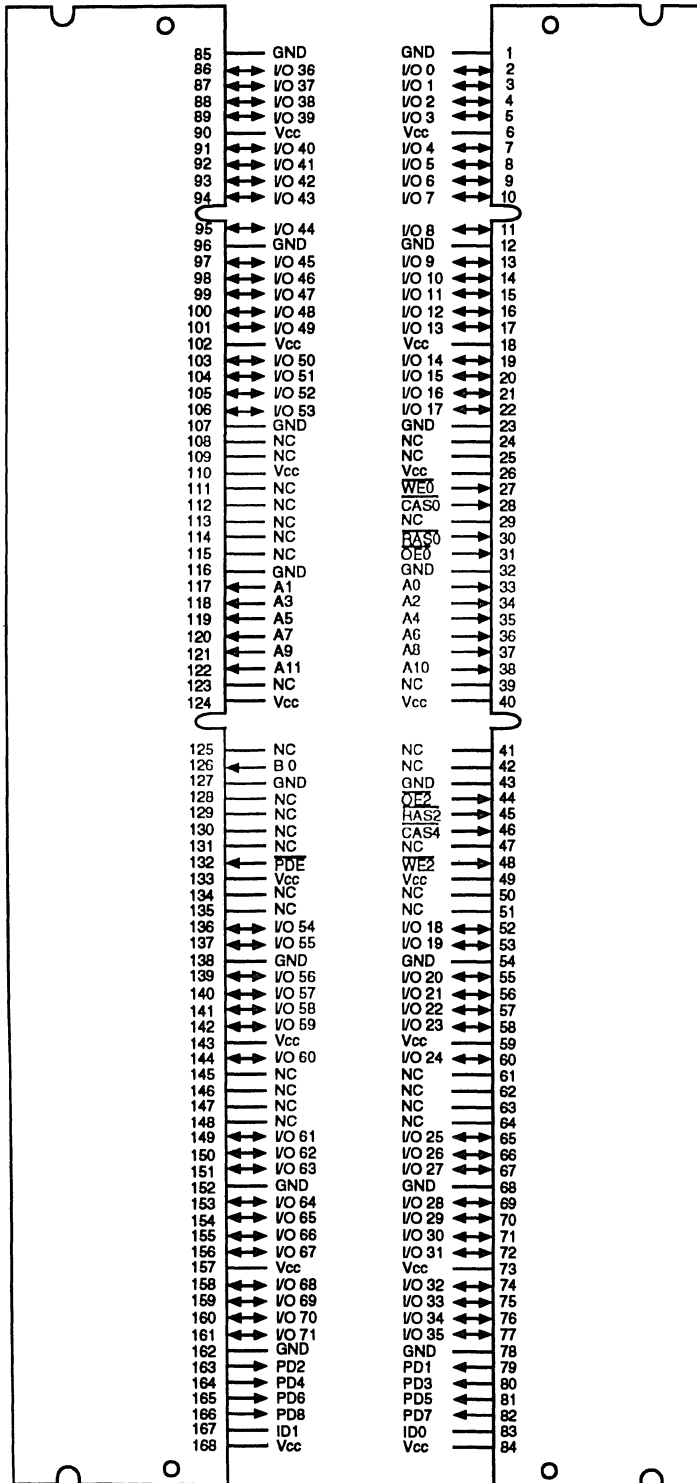 85 GND GND 1
86 I/O 36 I/O 0 2
87 I/O 37 I/O 1 3
88 I/O 38 I/O 2 4
89 I/O 39 I/O 3 5
90 Vcc Vcc 6
91 I/O 40 I/O 4 7
92 I/O 41 I/O 5 8
93 I/O 42 I/O 6 9
94 I/O 43 I/O 7 10
95 I/O 44 I/O 8 11
96 GND GND 12
97 I/O 45 I/O 9 13
98 I/O 46 I/O 10 14
99 I/O 47 I/O 11 15
100 I/O 48 I/O 12 16
101 I/O 49 I/O 13 17
102 Vcc Vcc 18
103 I/O 50 I/O 14 19
104 I/O 51 I/O 15 20
105 I/O 52 I/O 16 21
106 I/O 53 I/O 17 22
107 GND GND 23
108 NC NC 24
109 NC NC 25
110 Vcc Vcc 26
111 NC WE0 27
112 NC CAS0 28
113 NC NC 29
114 NC RAS0 30
115 NC OE0 31
116 GND GND 32
117 A1 A0 33
118 A3 A2 34
119 A5 A4 35
120 A7 A6 36
121 A9 A8 37
122 A11 A10 38
123 NC NC 39
124 Vcc Vcc 40
125 NC NC 41
126 B 0 NC 42
127 GND GND 43
128 NC OE2 44
129 NC RAS2 45
130 NC CAS4 46
131 NC NC 47
132 PDE WE2 48
133 Vcc Vcc 49
134 NC NC 50
135 NC NC 51
136 I/O 54 I/O 18 52
137 I/O 55 I/O 19 53
138 GND GND 54
139 I/O 56 I/O 20 55
140 I/O 57 I/O 21 56
141 I/O 58 I/O 22 57
142 I/O 59 I/O 23 58
143 Vcc Vcc 59
144 I/O 60 I/O 24 60
145 NC NC 61
146 NC NC 62
147 NC NC 63
148 NC NC 64
149 I/O 61 I/O 25 65
150 I/O 62 I/O 26 66
151 I/O 63 I/O 27 67
152 GND GND 68
153 I/O 64 I/O 28 69
154 I/O 65 I/O 29 70
155 I/O 66 I/O 30 71
156 I/O 67 I/O 31 72
157 Vcc Vcc 73
158 I/O 68 I/O 32 74
159 I/O 69 I/O 33 75
160 I/O 70 I/O 34 76
161 I/O 71 I/O 35 77
162 GND GND 78
163 PD2 PD1 79
164 PD4 PD3 80
165 PD6 PD5 81
166 PD8 PD7 82
167 ID1 ID0 83
168 Vcc Vcc 84